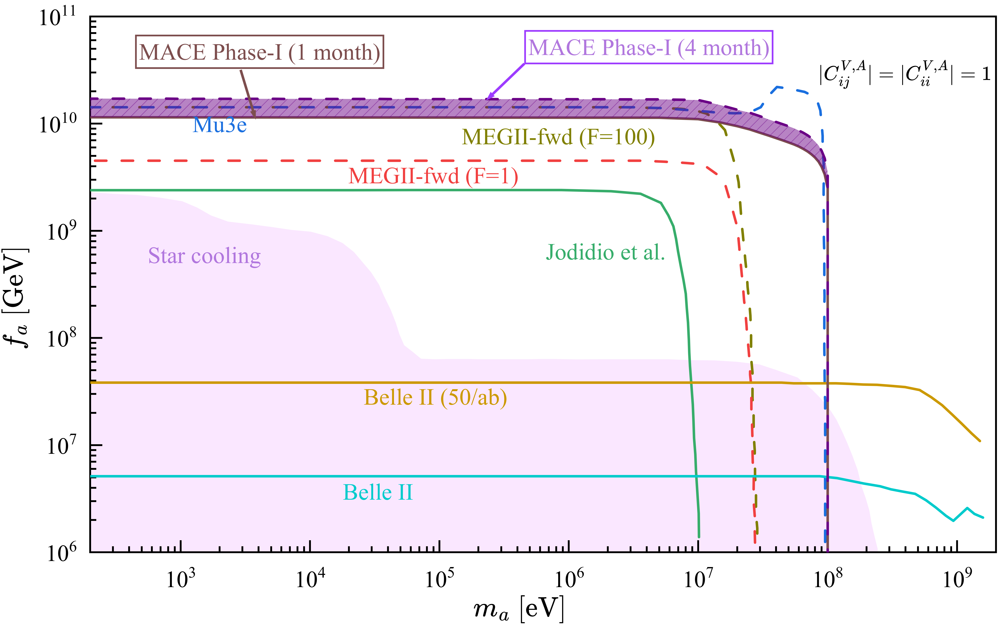 10^11
MACE Phase-I (1 month)
MACE Phase-I (4 month)
|C_{ij}^{V,A}| = |C_{ii}^{V,A}| = 1
10^10
Mu3e
MEGII-fwd (F=100)
MEGII-fwd (F=1)
10^9
Star cooling
Jodidio et al.
f_a [GeV]
10^8
Belle II (50/ab)
10^7
Belle II
10^6
10^3 10^4 10^5 10^6 10^7 10^8 10^9
m_a [eV]